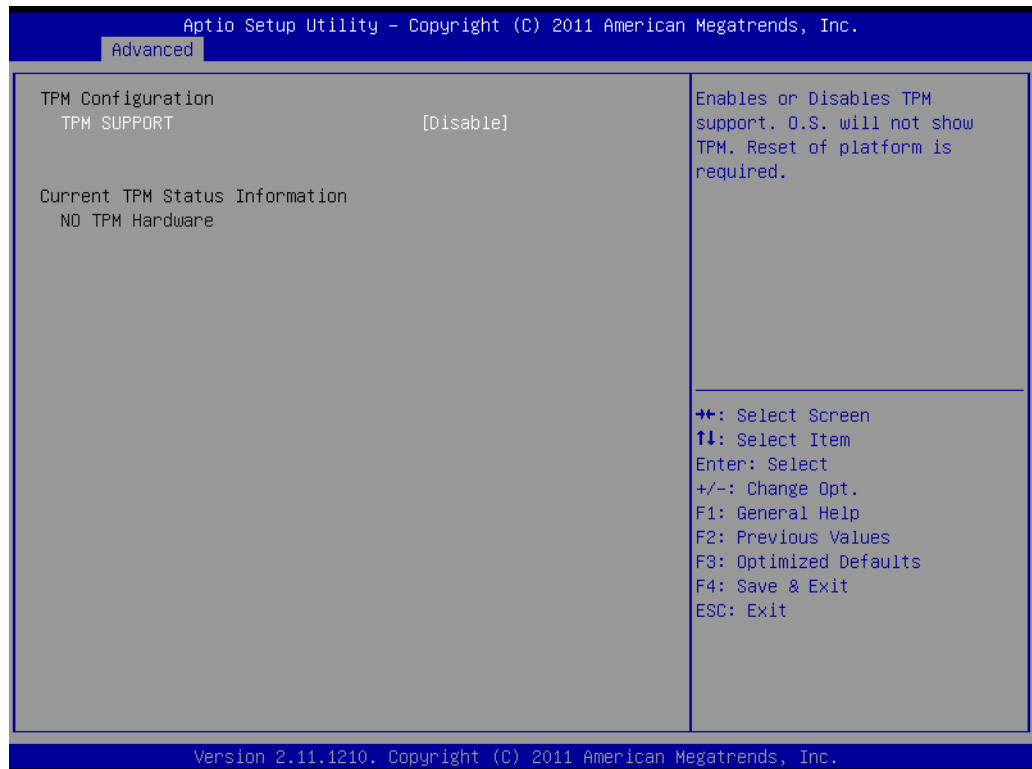 Aptio Setup Utility – Copyright (C) 2011 American Megatrends, Inc.
Advanced
TPM Configuration
TPM SUPPORT [Disable]
Current TPM Status Information
NO TPM Hardware
Enables or Disables TPM
support. O.S. will not show
TPM. Reset of platform is
required.
→←: Select Screen
↑↓: Select Item
Enter: Select
+/-: Change Opt.
F1: General Help
F2: Previous Values
F3: Optimized Defaults
F4: Save & Exit
ESC: Exit
Version 2.11.1210. Copyright (C) 2011 American Megatrends, Inc.